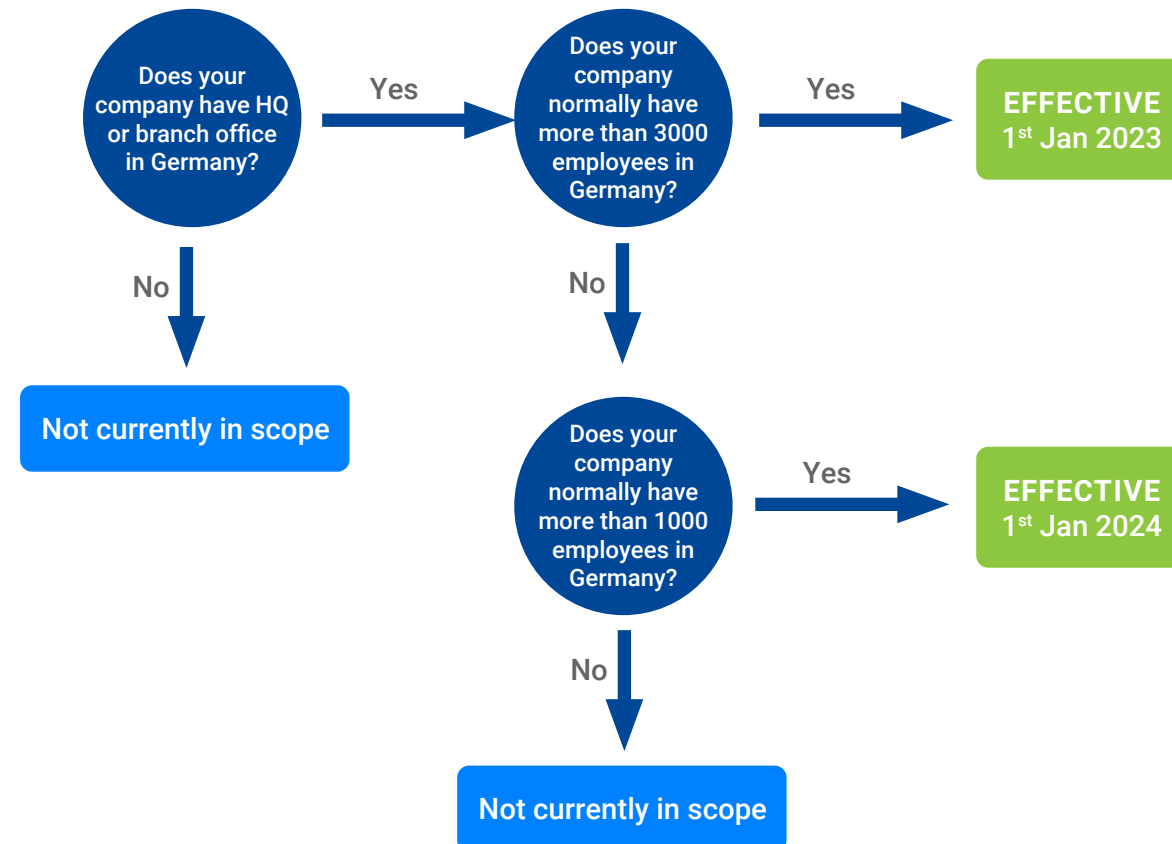 Does your
company have HQ
or branch office
in Germany?
Yes
Does your
company
normally have
more than 3000
employees in
Germany?
Yes
EFFECTIVE
1st Jan 2023
No
No
Not currently in scope
Does your
company
normally have
more than 1000
employees in
Germany?
Yes
EFFECTIVE
1st Jan 2024
No
Not currently in scope